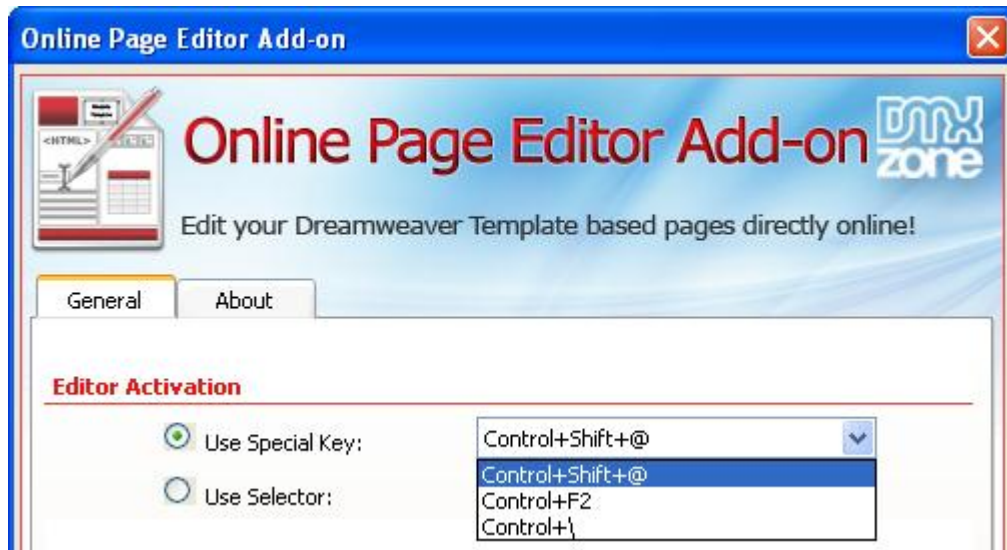 Online Page Editor Add-on
<HTML>
Online Page Editor Add-on
DMX
zone
Edit your Dreamweaver Template based pages directly online!
General About
Editor Activation
Use Special Key: Control+Shift+@
Control+Shift+@
Use Selector: Control+F2
Control+\